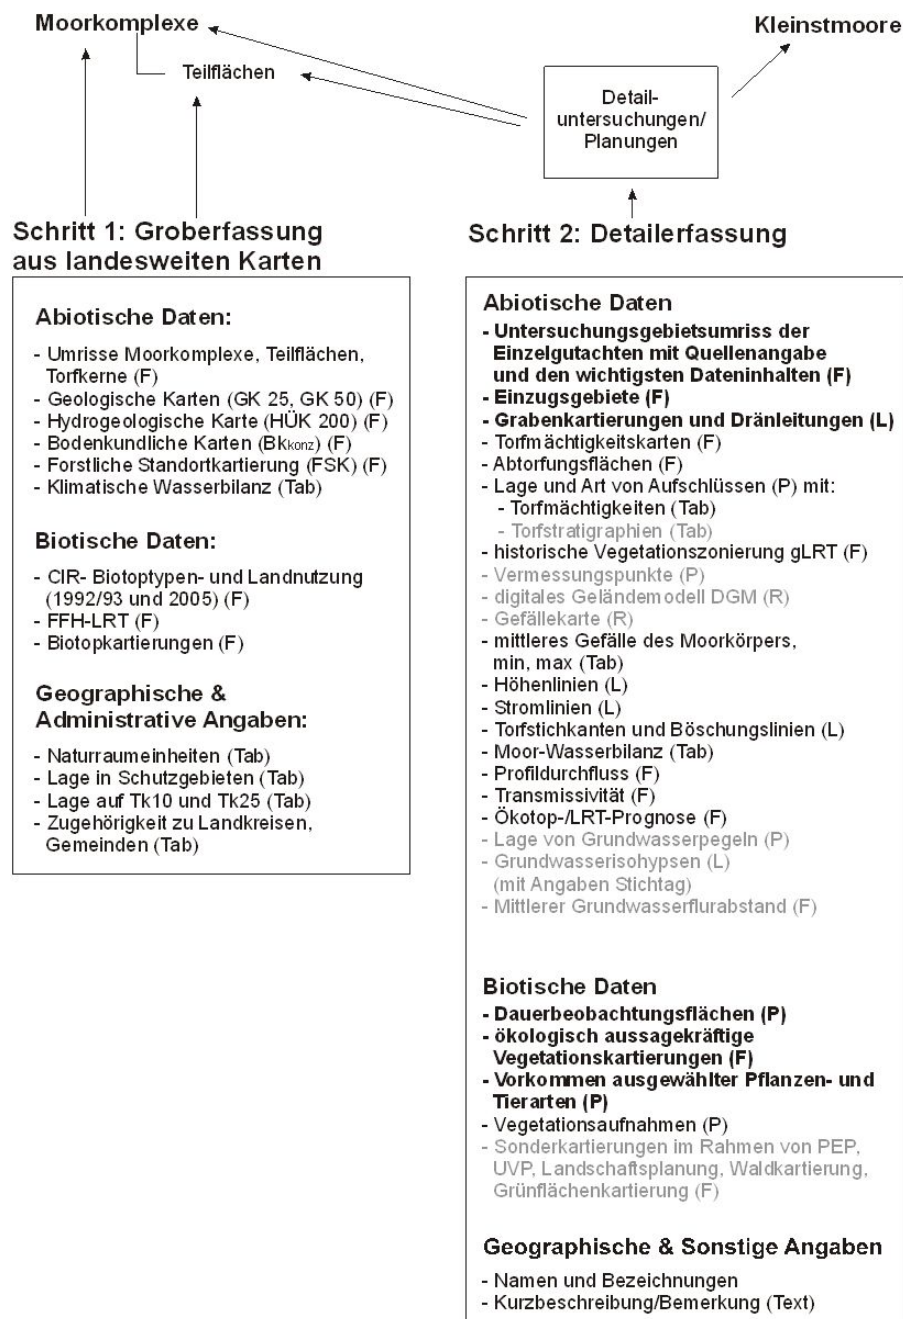 Moorkomplexe
Kleinstmoore
Teilflächen
Detail-
untersuchungen/
Planungen
Schritt 1: Groberfassung
aus landesweiten Karten
Abiotische Daten:
- Umrisse Moorkomplexe, Teilflächen,
Torfkerne (F)
- Geologische Karten (GK 25, GK 50) (F)
- Hydrogeologische Karte (HÜK 200) (F)
- Bodenkundliche Karten (Bkkonz) (F)
- Forstliche Standortkartierung (FSK) (F)
- Klimatische Wasserbilanz (Tab)
Biotische Daten:
- CIR- Biotoptypen- und Landnutzung
(1992/93 und 2005) (F)
- FFH-LRT (F)
- Biotopkartierungen (F)
Geographische &
Administrative Angaben:
- Naturraumeinheiten (Tab)
- Lage in Schutzgebieten (Tab)
- Lage auf Tk10 und Tk25 (Tab)
- Zugehörigkeit zu Landkreisen,
Gemeinden (Tab)
Schritt 2: Detailerfassung
Abiotische Daten
- Untersuchungsgebietsumriss der
Einzelgutachten mit Quellenangabe
und den wichtigsten Dateninhalten (F)
- Einzugsgebiete (F)
- Grabenkartierungen und Dränleitungen (L)
- Torfmächtigkeitskarten (F)
- Abtorfungsflächen (F)
- Lage und Art von Aufschlüssen (P) mit:
- Torfmächtigkeiten (Tab)
- Torfstratigraphien (Tab)
- historische Vegetationszonierung gLRT (F)
- Vermessungspunkte (P)
- digitales Geländemodell DGM (R)
- Gefällekarte (R)
- mittleres Gefälle des Moorkörpers,
min, max (Tab)
- Höhenlinien (L)
- Stromlinien (L)
- Torfstichkanten und Böschungslinien (L)
- Moor-Wasserbilanz (Tab)
- Profildurchfluss (F)
- Transmissivität (F)
- Ökotop-/LRT-Prognose (F)
- Lage von Grundwasserpegeln (P)
- Grundwasserisohypsen (L)
(mit Angaben Stichtag)
- Mittlerer Grundwasserflurabstand (F)
Biotische Daten
- Dauerbeobachtungsflächen (P)
- ökologisch aussagekräftige
Vegetationskartierungen (F)
- Vorkommen ausgewählter Pflanzen- und
Tierarten (P)
- Vegetationsaufnahmen (P)
- Sonderkartierungen im Rahmen von PEP,
UVP, Landschaftsplanung, Waldkartierung,
Grünflächenkartierung (F)
Geographische & Sonstige Angaben
- Namen und Bezeichnungen
- Kurzbeschreibung/Bemerkung (Text)